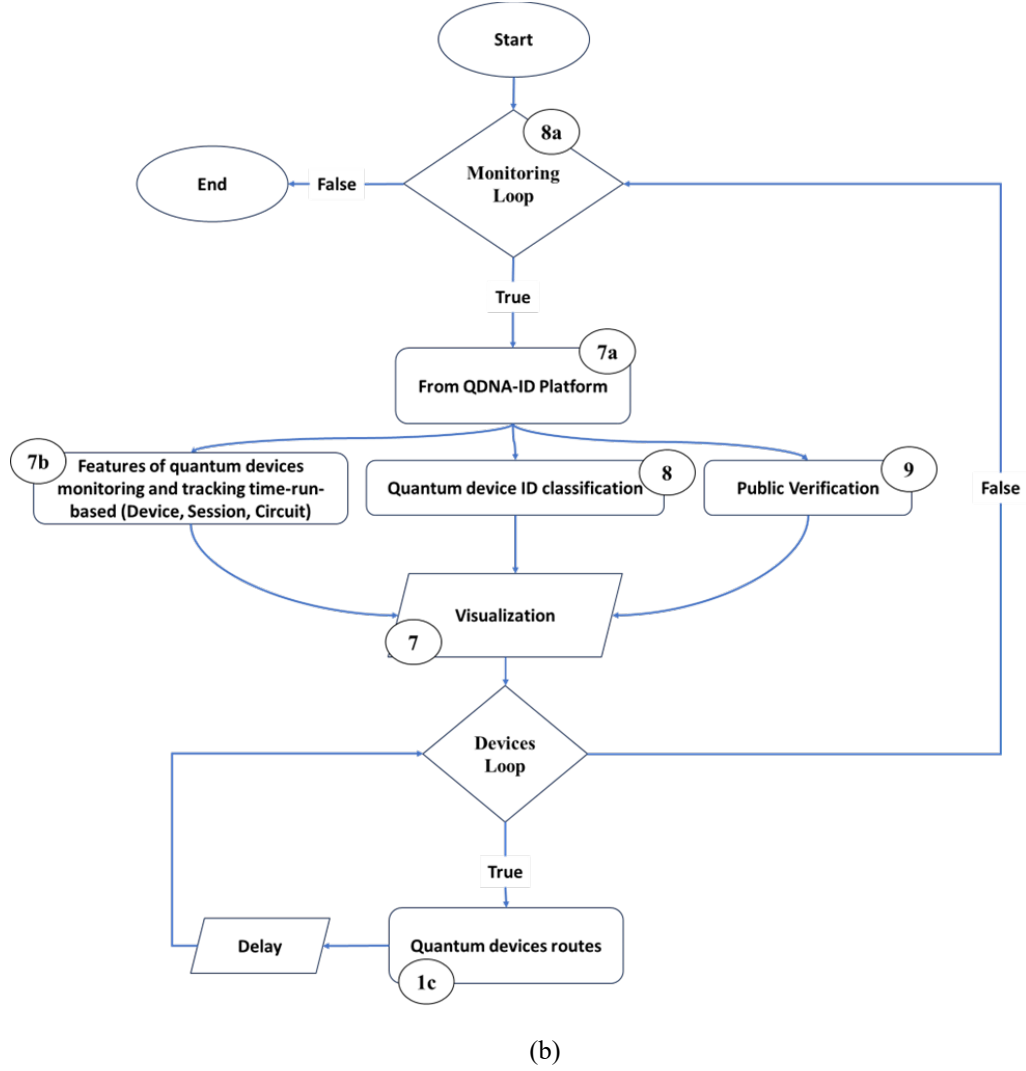 Start
8a
Monitoring
Loop
False
End
True
7a
From QDNA-ID Platform
7b
Features of quantum devices
monitoring and tracking time-run-
based (Device, Session, Circuit)
Quantum device ID classification
8
Public Verification
9
False
Visualization
7
Devices
Loop
True
Delay
Quantum devices routes
1c
(b)